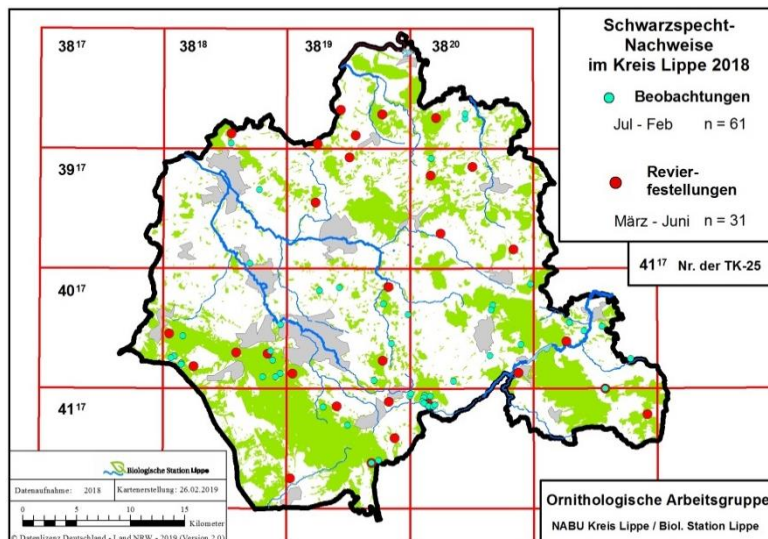 38¹⁷
38¹⁸
38¹⁹
38²⁰
39¹⁷
40¹⁷
41¹⁷
Schwarzspecht-
Nachweise
im Kreis Lippe 2018
Beobachtungen
Jul - Feb n = 61
Revier-
festellungen
März - Juni n = 31
41¹⁷ Nr. der TK-25
Biologische Station Lippe
Datenaufnahme: 2018 Kartenerstellung: 26.02.2019
0 5 10 15
Kilometer
© Datenlizenz Deutschland - Land NRW - 2019 (Version 2.0)
Ornithologische Arbeitsgruppe
NABU Kreis Lippe / Biol. Station Lippe